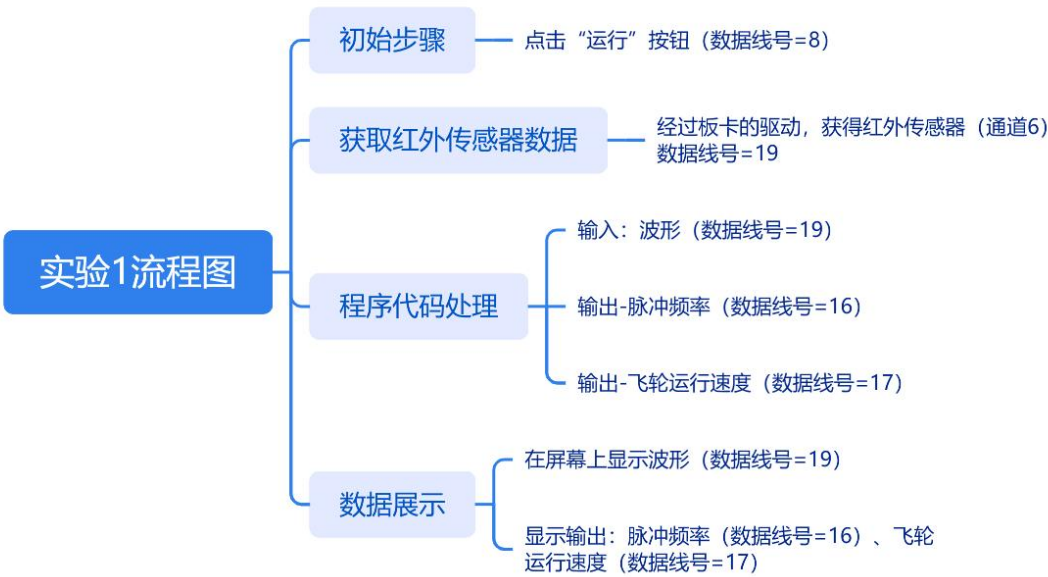 实验1流程图
初始步骤
点击“运行”按钮（数据线号=8）
获取红外传感器数据
经过板卡的驱动，获得红外传感器（通道6）
数据线号=19
程序代码处理
输入：波形（数据线号=19）
输出-脉冲频率（数据线号=16）
输出-飞轮运行速度（数据线号=17）
数据展示
在屏幕上显示波形（数据线号=19）
显示输出：脉冲频率（数据线号=16）、飞轮
运行速度（数据线号=17）